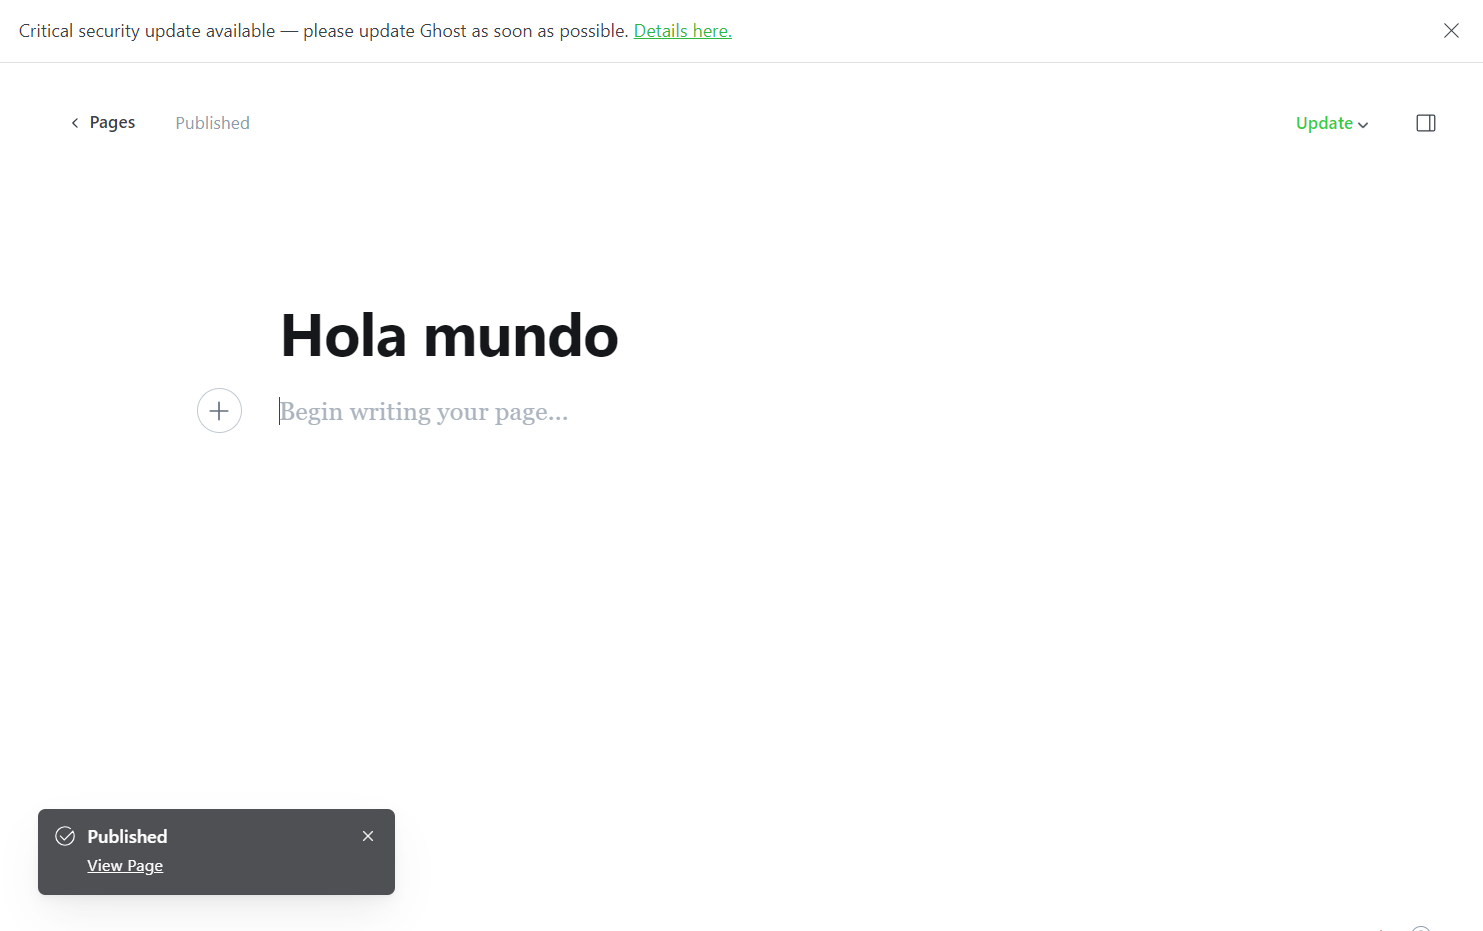 Critical security update available — please update Ghost as soon as possible. Details here.
Pages
Published
Update
Hola mundo
Begin writing your page...
Published
View Page